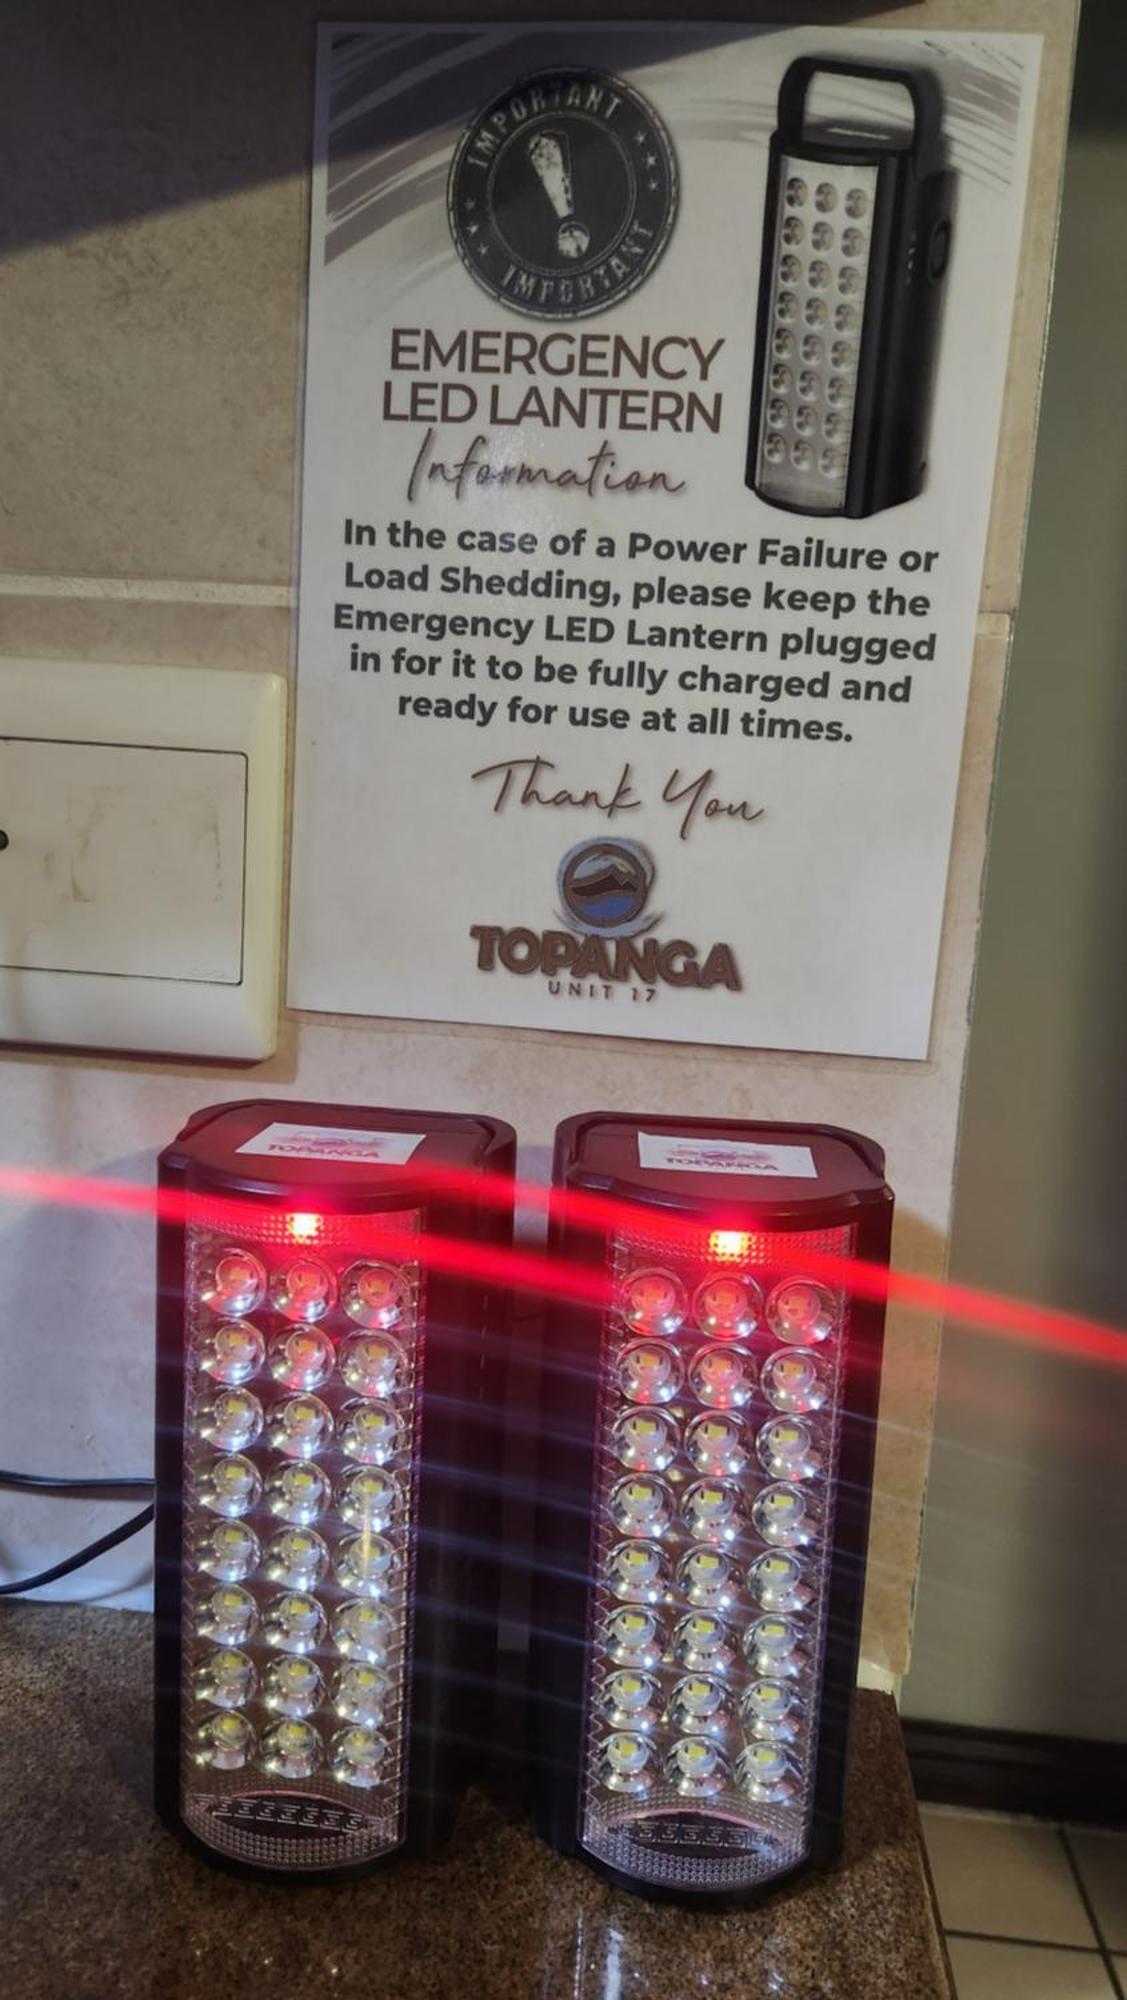 IMPORTANT
IMPORTANT
EMERGENCY
LED LANTERN
Information
In the case of a Power Failure or
Load Shedding, please keep the
Emergency LED Lantern plugged
in for it to be fully charged and
ready for use at all times.
Thank You
TOPANGA
UNIT 17
TOPANGA
TOPANGA